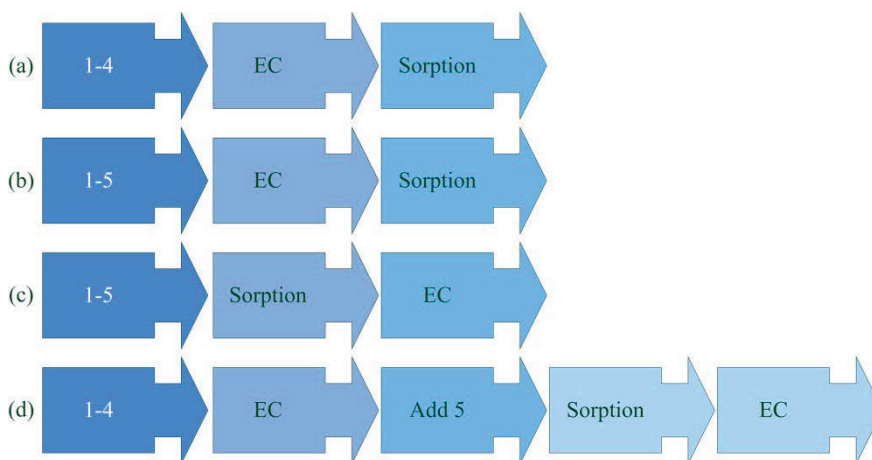 (a) 1-4 EC Sorption
(b) 1-5 EC Sorption
(c) 1-5 Sorption EC
(d) 1-4 EC Add 5 Sorption EC